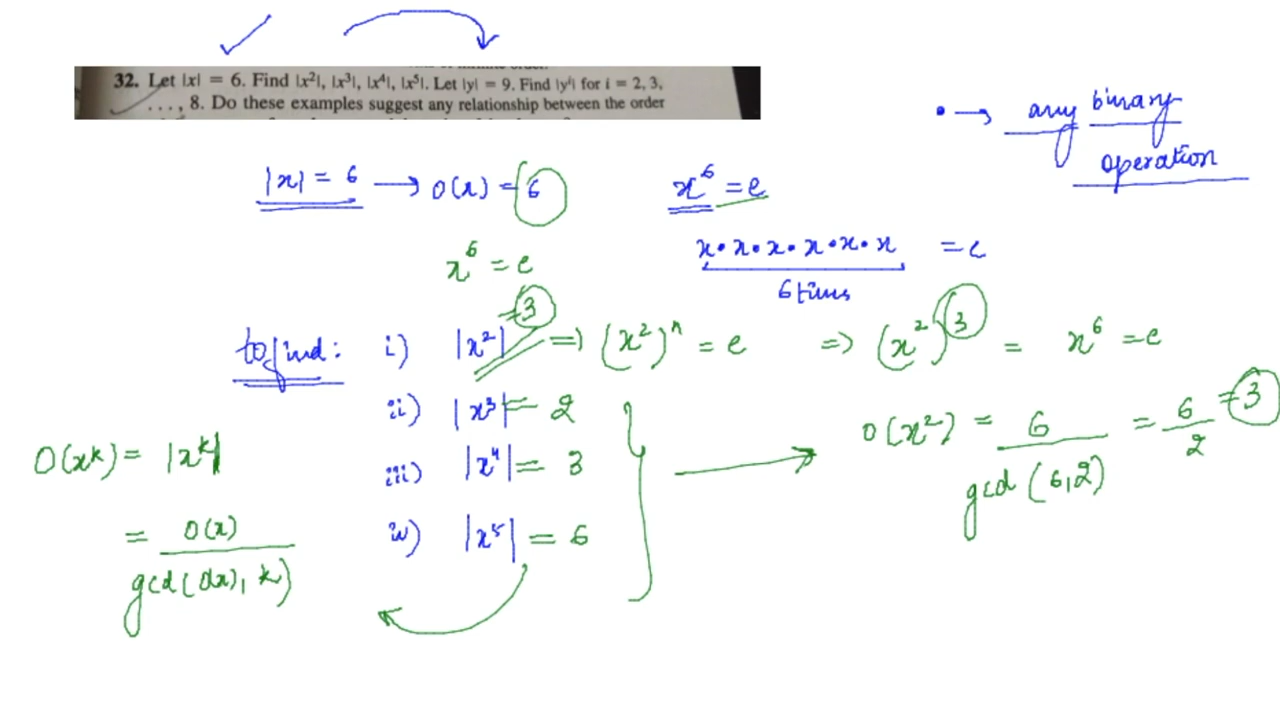 32. Let |x| = 6. Find |x²|, |x³|, |x⁴|, |x⁵|. Let |y| = 9. Find |yⁱ| for i = 2, 3,
..., 8. Do these examples suggest any relationship between the order
• → any binary
operation
|x| = 6 → O(x) = 6
x⁶ = e
x⁶ = e
x • x • x • x • x • x = e
6 times
to find:
i) |x²| = 3 ⇒ (x²)ⁿ = e ⇒ (x²)³ = x⁶ = e
ii) |x³| = 2
iii) |x⁴| = 3
iv) |x⁵| = 6
O(x²) = 6 / gcd(6,2) = 6/2 = 3
O(xᵏ) = |xᵏ|
= O(x) / gcd(O(x), k)